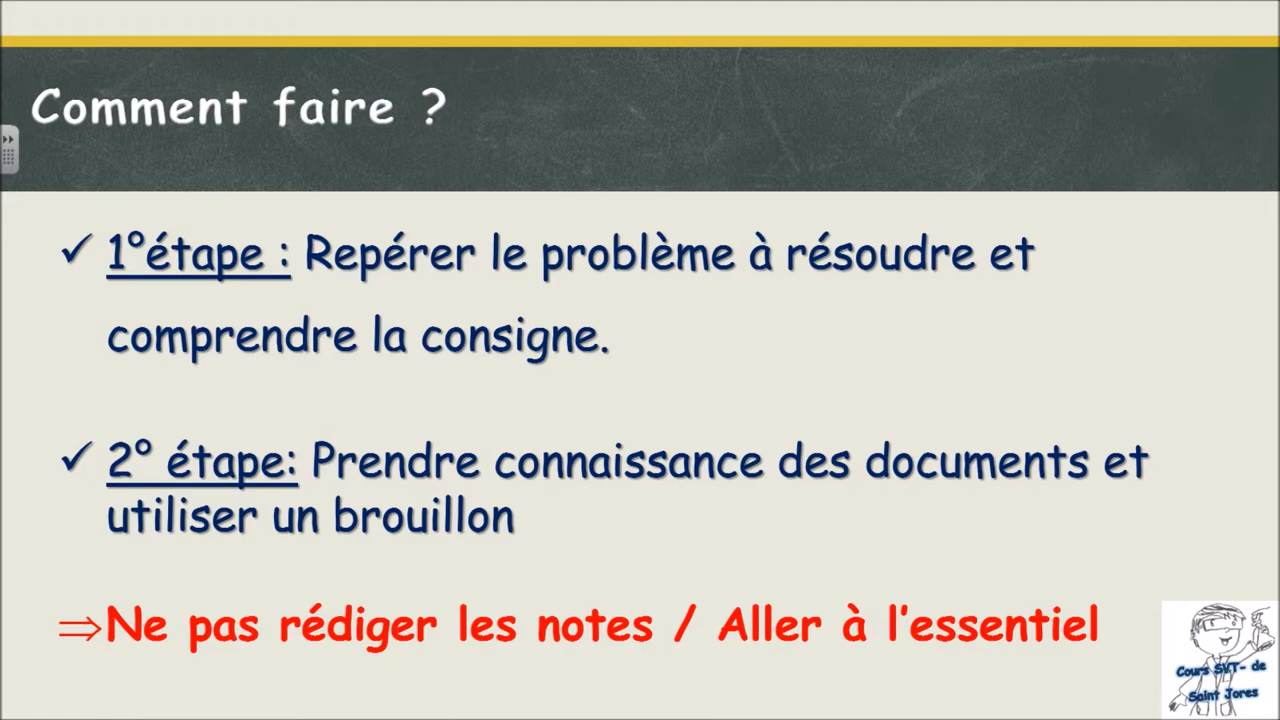 Comment faire ?
✓ 1°étape : Repérer le problème à résoudre et
comprendre la consigne.
✓ 2° étape: Prendre connaissance des documents et
utiliser un brouillon
⇒Ne pas rédiger les notes / Aller à l'essentiel
Cours SVT- de
Saint Jores